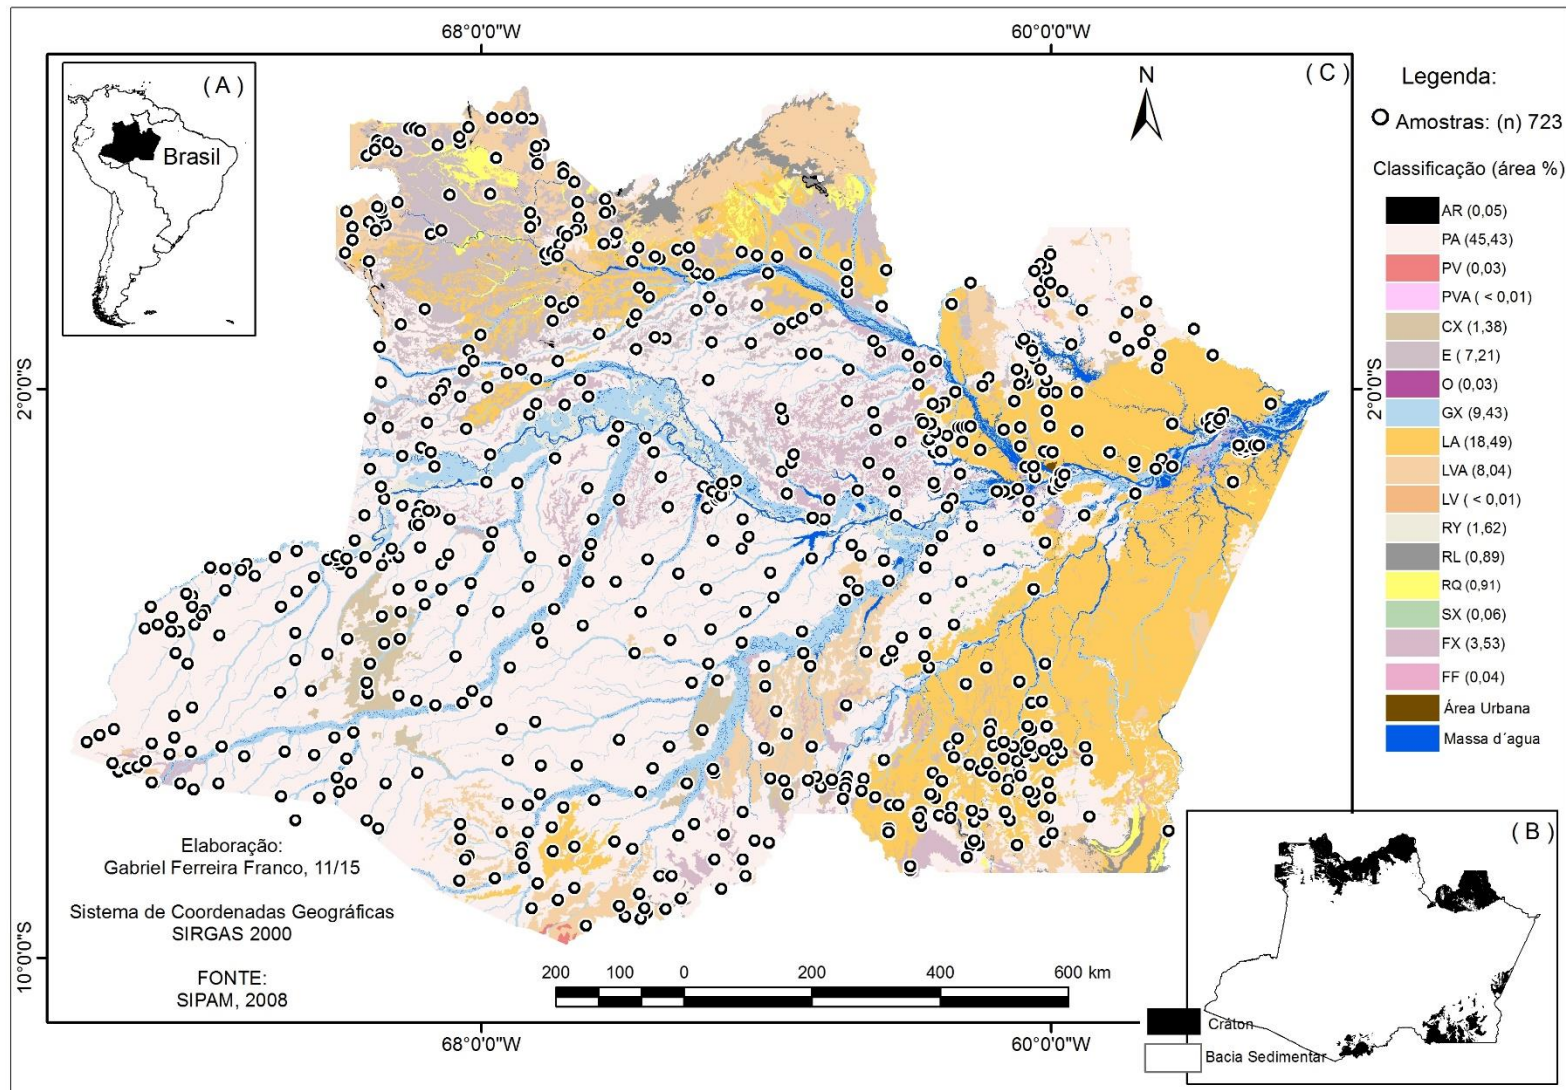 68°0'0"W
60°0'0"W
( A )
Brasil
( C )
N
Legenda:
Amostras: (n) 723
Classificação (área %)
AR (0,05)
PA (45,43)
PV (0,03)
PVA ( < 0,01)
CX (1,38)
E ( 7,21)
O (0,03)
GX (9,43)
LA (18,49)
LVA (8,04)
LV ( < 0,01)
RY (1,62)
RL (0,89)
RQ (0,91)
SX (0,06)
FX (3,53)
FF (0,04)
Área Urbana
Massa d´agua
2°0'0"S
2°0'0"S
10°0'0"S
Elaboração:
Gabriel Ferreira Franco, 11/15
Sistema de Coordenadas Geográficas
SIRGAS 2000
FONTE:
SIPAM, 2008
200 100 0 200 400 600 km
( B )
Cráton
Bacia Sedimentar
68°0'0"W
60°0'0"W